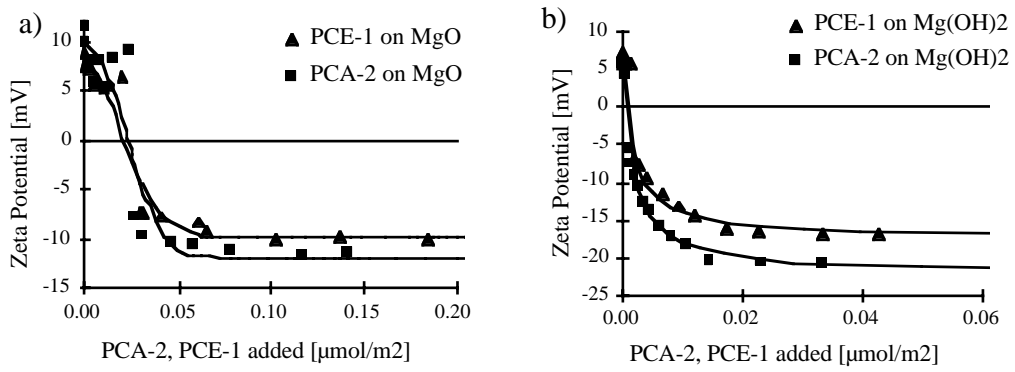 a)
PCE-1 on MgO
PCA-2 on MgO
Zeta Potential [mV]
10
5
0
-5
-10
-15
0.00
0.05
0.10
0.15
0.20
PCA-2, PCE-1 added [µmol/m2]
b)
PCE-1 on Mg(OH)2
PCA-2 on Mg(OH)2
Zeta Potential [mV]
10
5
0
-5
-10
-15
-20
-25
0.00
0.02
0.04
0.06
PCA-2, PCE-1 added [µmol/m2]